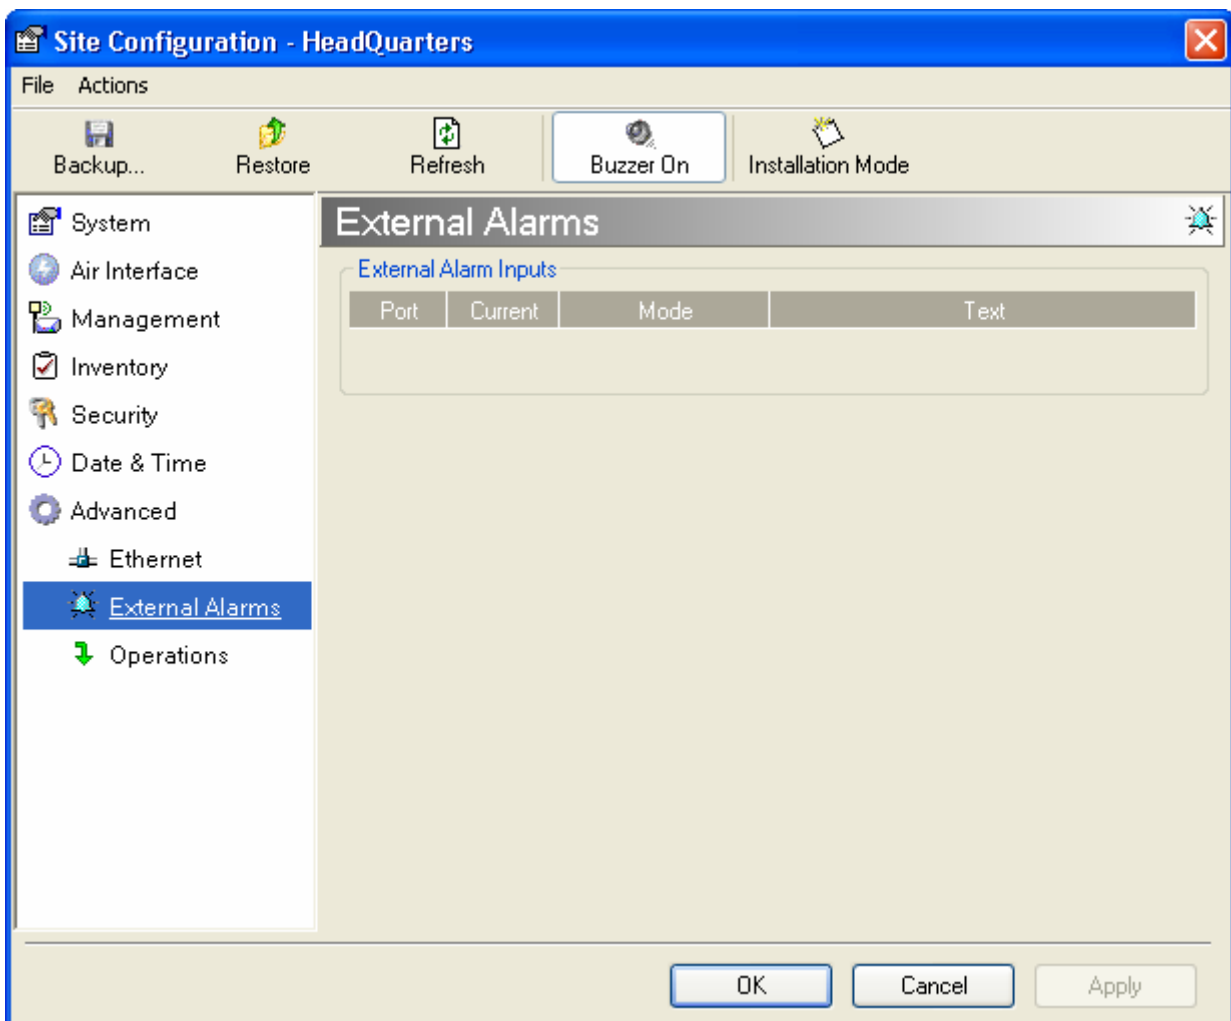 Site Configuration - HeadQuarters
File Actions
Backup... Restore Refresh Buzzer On Installation Mode
System
Air Interface
Management
Inventory
Security
Date & Time
Advanced
Ethernet
External Alarms
Operations
External Alarms
External Alarm Inputs
Port Current Mode Text
OK Cancel Apply